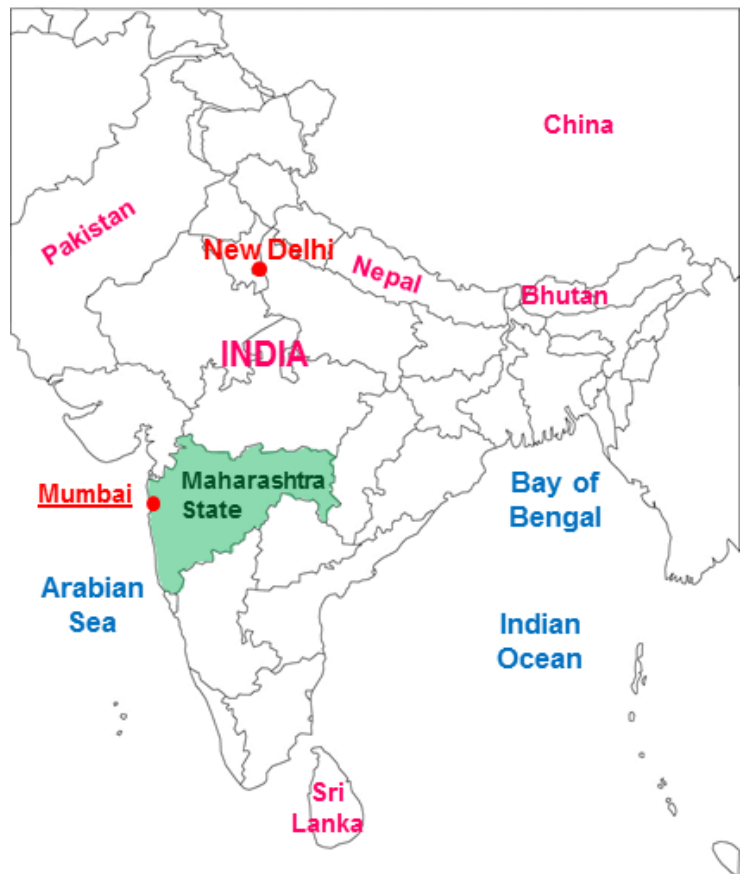 China
Pakistan
New Delhi
Nepal
Bhutan
INDIA
Maharashtra
State
Mumbai
Bay of
Bengal
Arabian
Sea
Indian
Ocean
Sri
Lanka